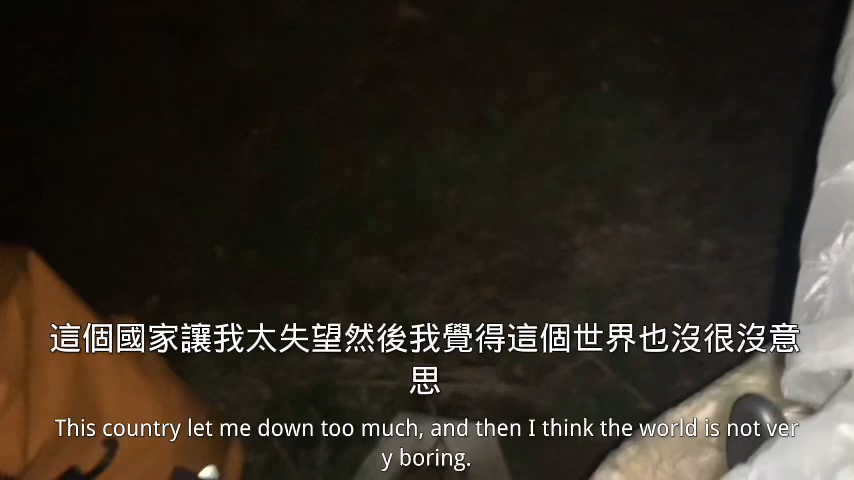 這個國家讓我太失望然後我覺得這個世界也沒很沒意
思
This country let me down too much, and then I think the world is not ver
y boring.